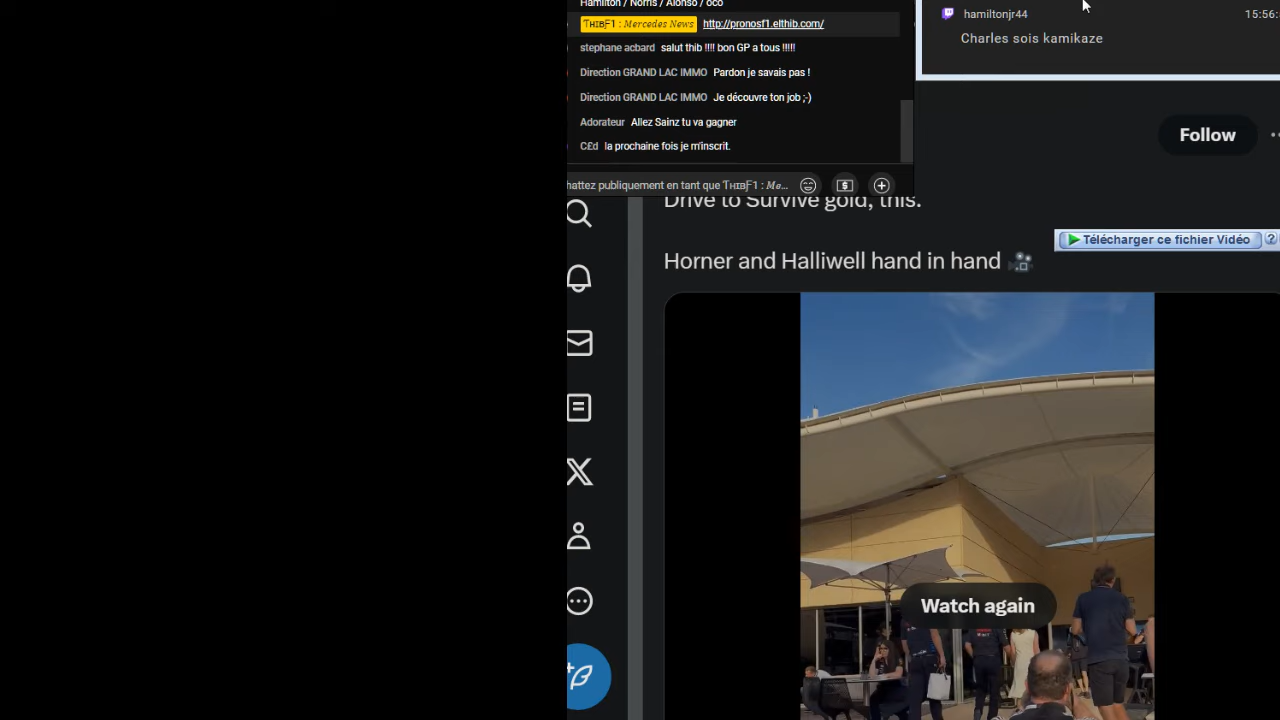 Hamilton / Norris / Alonso / oco
ᎢʜɪʙƑ1 : Mercedes News http://pronosf1.elthib.com/
stephane acbard salut thib !!!! bon GP a tous !!!!!
Direction GRAND LAC IMMO Pardon je savais pas !
Direction GRAND LAC IMMO Je découvre ton job ;-)
Adorateur Allez Sainz tu va gagner
C£d la prochaine fois je m'inscrit.
hattez publiquement en tant que ᎢʜɪʙƑ1 : Me...
hamiltonjr44 15:56:
Charles sois kamikaze
Follow
Drive to Survive gold, this.
Télécharger ce fichier Vidéo ?
Horner and Halliwell hand in hand 🎥
Watch again